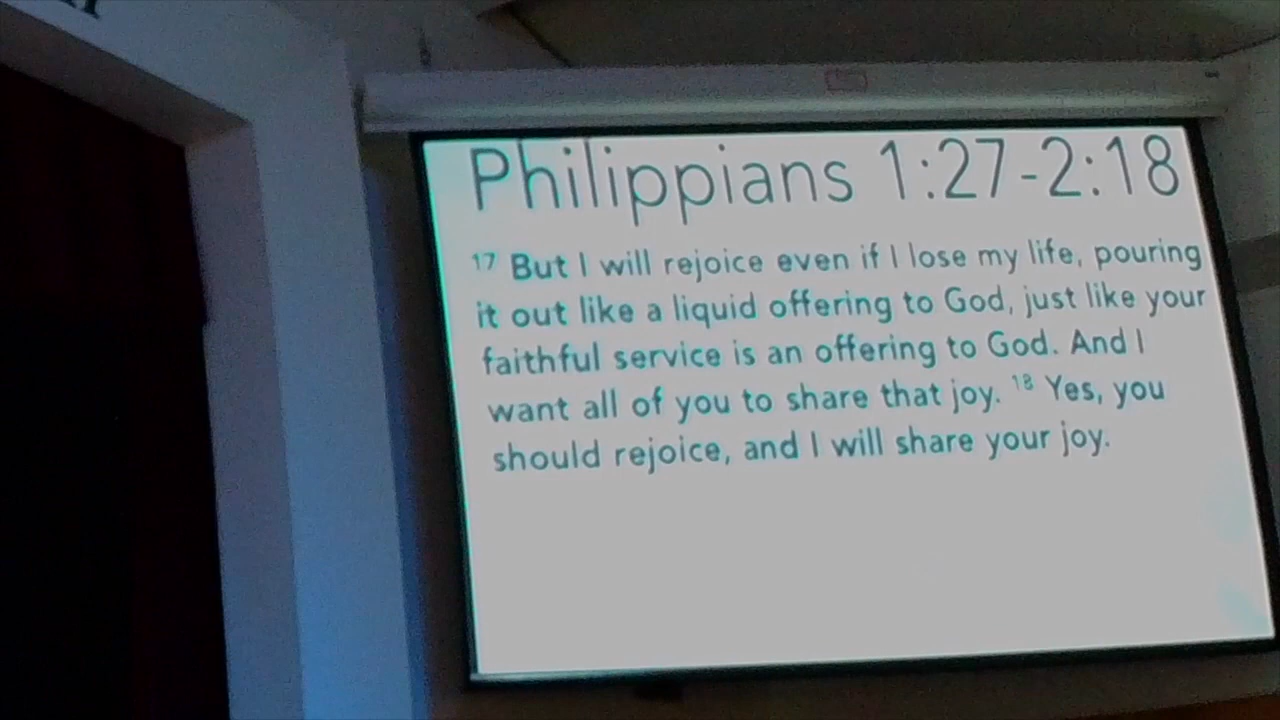 Philippians 1:27-2:18
17 But I will rejoice even if I lose my life, pouring
it out like a liquid offering to God, just like your
faithful service is an offering to God. And I
want all of you to share that joy. 18 Yes, you
should rejoice, and I will share your joy.